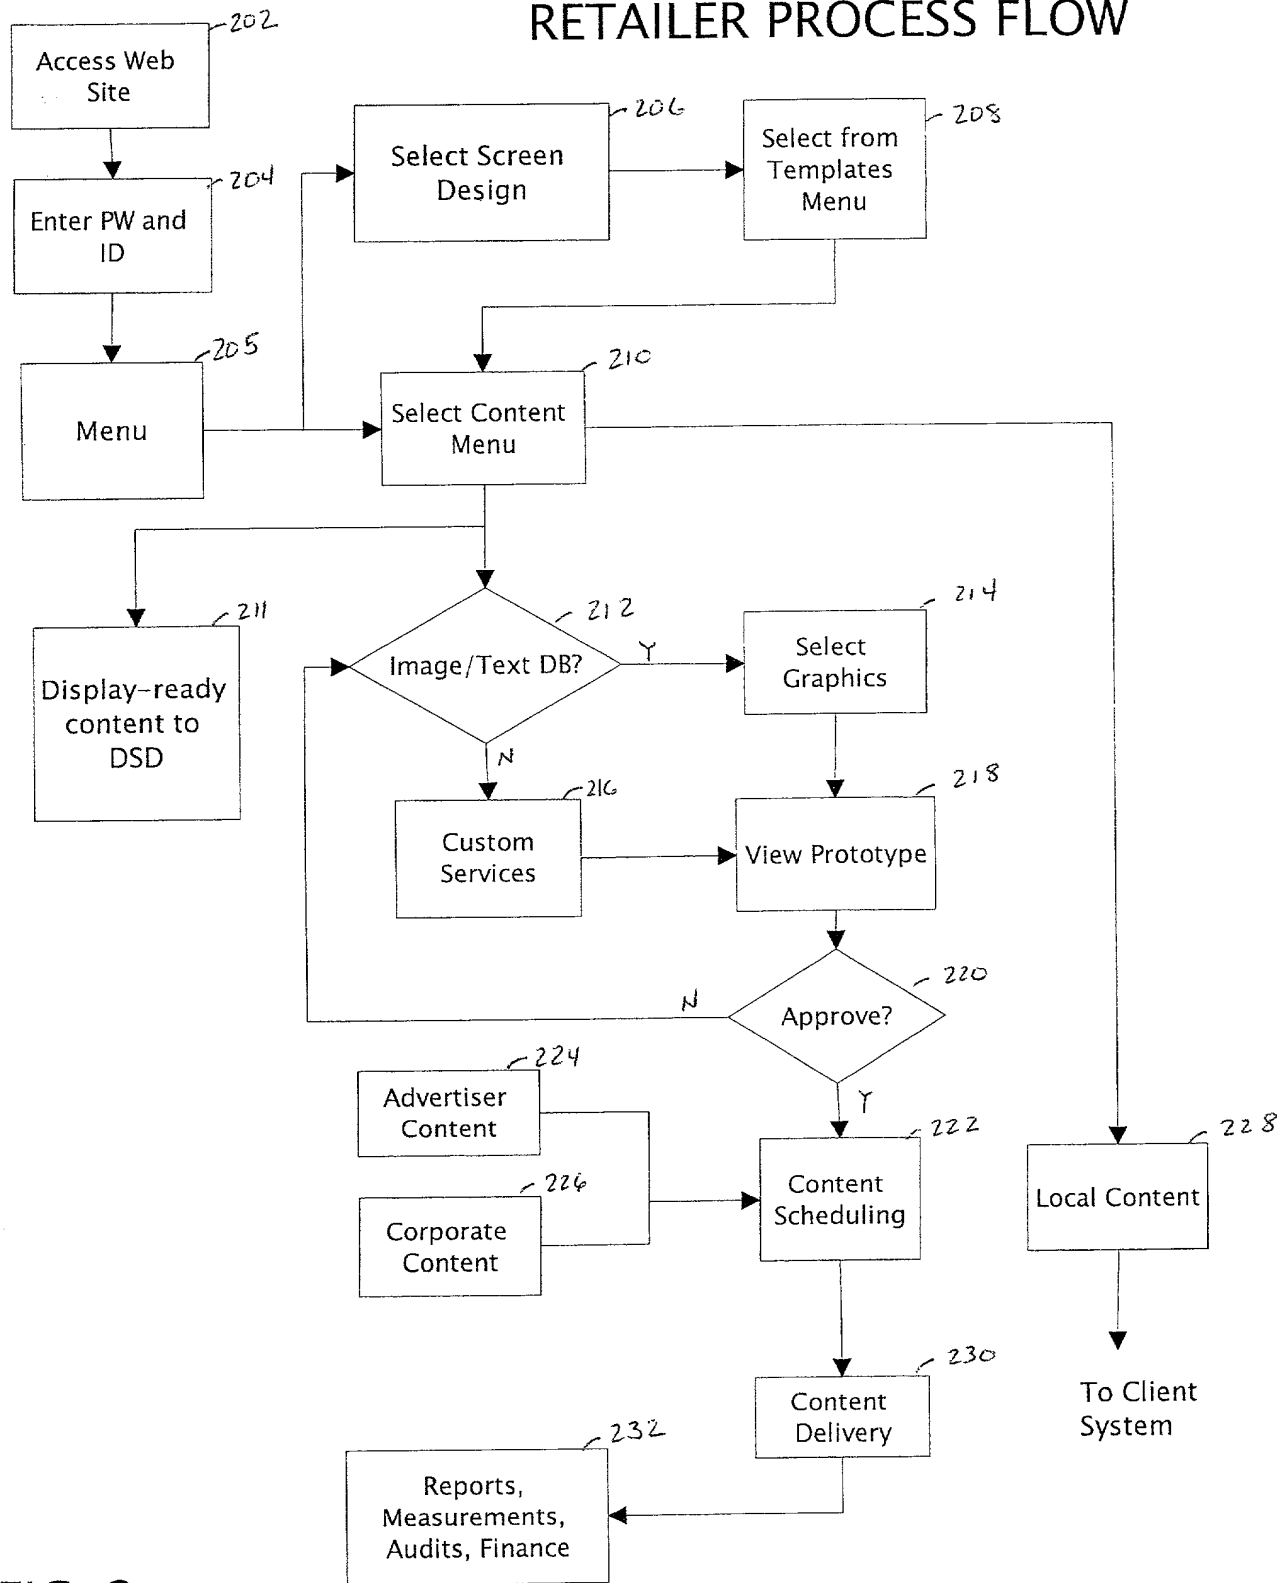 RETAILER PROCESS FLOW
202
Access Web
Site
204
Enter PW and
ID
205
Menu
206
Select Screen
Design
208
Select from
Templates
Menu
210
Select Content
Menu
211
Display-ready
content to
DSD
212
Image/Text DB?
Y
N
214
Select
Graphics
216
Custom
Services
218
View Prototype
220
Approve?
N
Y
224
Advertiser
Content
226
Corporate
Content
222
Content
Scheduling
228
Local Content
To Client
System
230
Content
Delivery
232
Reports,
Measurements,
Audits, Finance